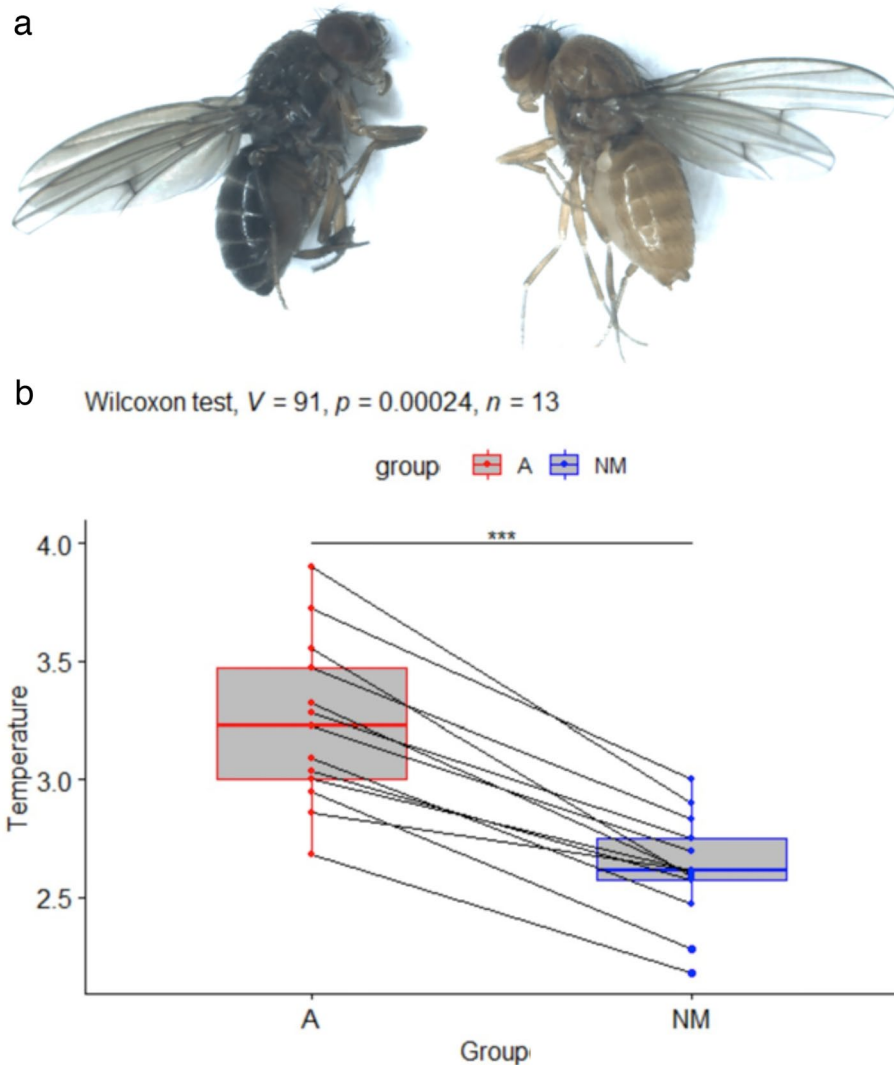 a
b
Wilcoxon test, V = 91, p = 0.00024, n = 13
group A NM
***
4.0
3.5
3.0
2.5
Temperature
A NM
Group